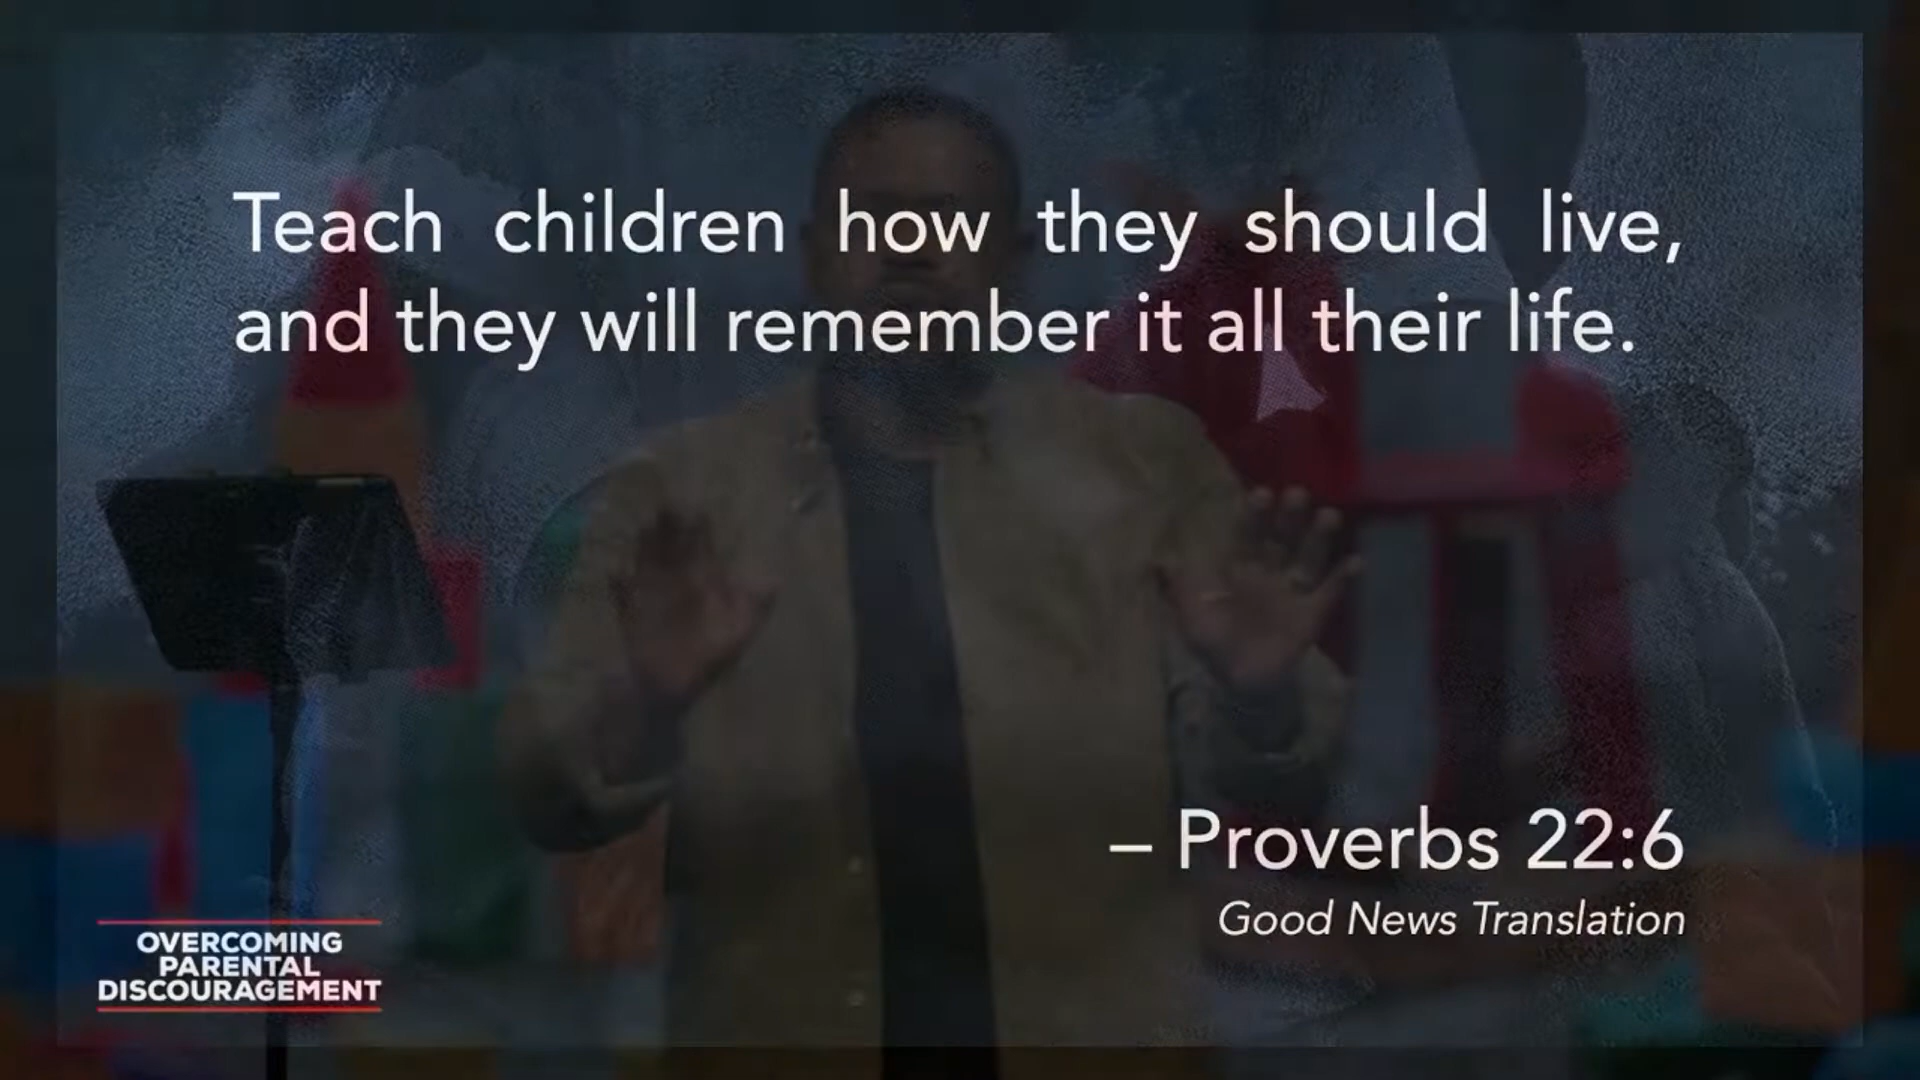 Teach children how they should live,
and they will remember it all their life.
– Proverbs 22:6
Good News Translation
OVERCOMING
PARENTAL
DISCOURAGEMENT